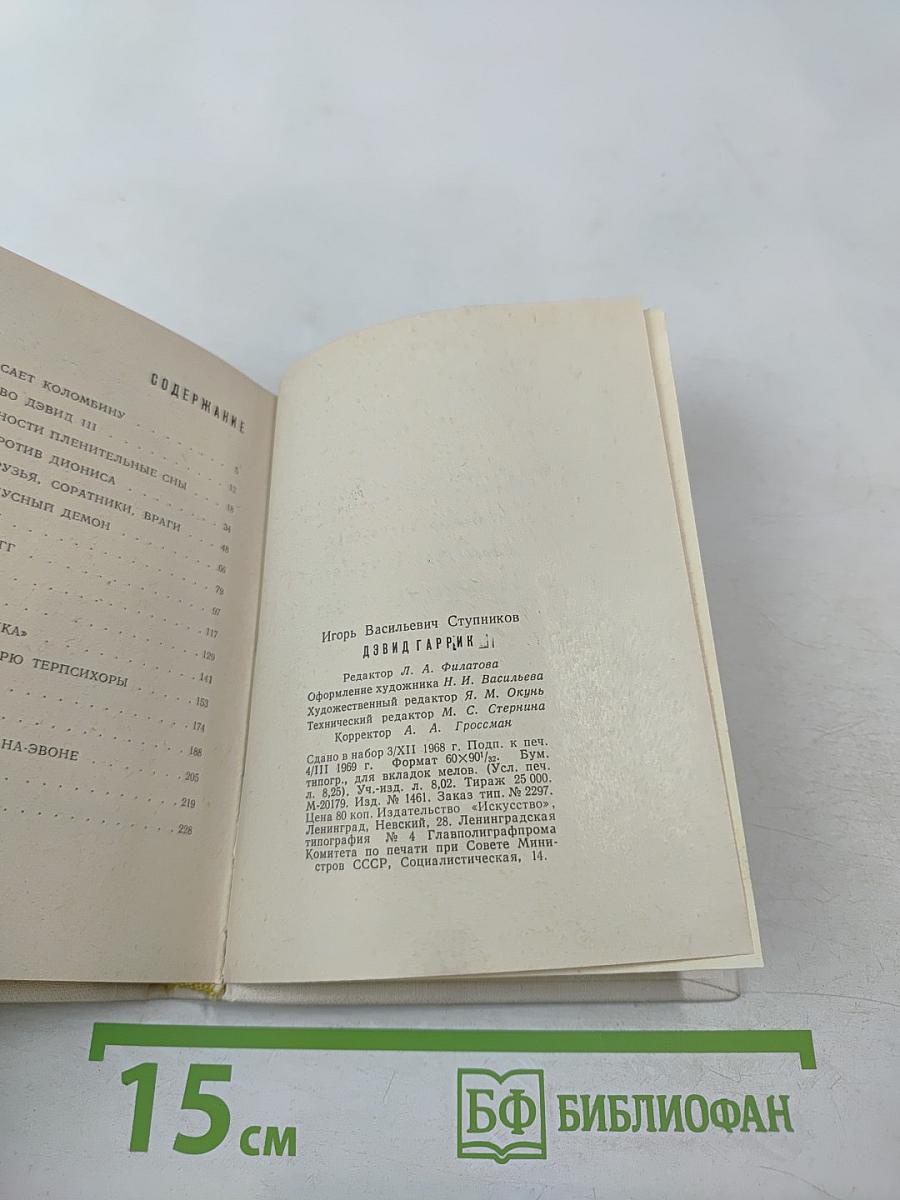 СОДЕРЖАНИЕ
САЕТ КОЛОМБИНУ . . . . 5
ВО ДЭВИД III . . . . 12
НОСТИ ПЛЕНИТЕЛЬНЫЕ СНЫ . . . 18
РОТИВ ДИОНИСА . . . . 34
РУЗЬЯ, СОРАТНИКИ, ВРАГИ . . . 48
УСНЫЙ ДЕМОН . . . . 66
. . . . 79
ГГ . . . . 97
. . . . 117
. . . . 129
КА» . . . . 141
РЮ ТЕРПСИХОРЫ . . . . 153
. . . . 174
. . . . 188
НА-ЭВОНЕ . . . . 205
. . . . 219
. . . . 228
Игорь Васильевич Ступников
ДЭВИД ГАРРИК
Редактор Л. А. Филатова
Оформление художника Н. И. Васильева
Художественный редактор Я. М. Окунь
Технический редактор М. С. Стернина
Корректор А. А. Гроссман
Сдано в набор 3/XII 1968 г. Подп. к печ.
4/III 1969 г. Формат 60×90¹/₃₂. Бум.
типогр., для вкладок мелов. (Усл. печ.
л. 8,25). Уч.-изд. л. 8,02. Тираж 25 000.
М-20179. Изд. № 1461. Заказ тип. № 2297.
Цена 80 коп. Издательство «Искусство»,
Ленинград, Невский, 28. Ленинградская
типография № 4 Главполиграфпрома
Комитета по печати при Совете Мини-
стров СССР, Социалистическая, 14.
15 см
БФ БИБЛИОФАН